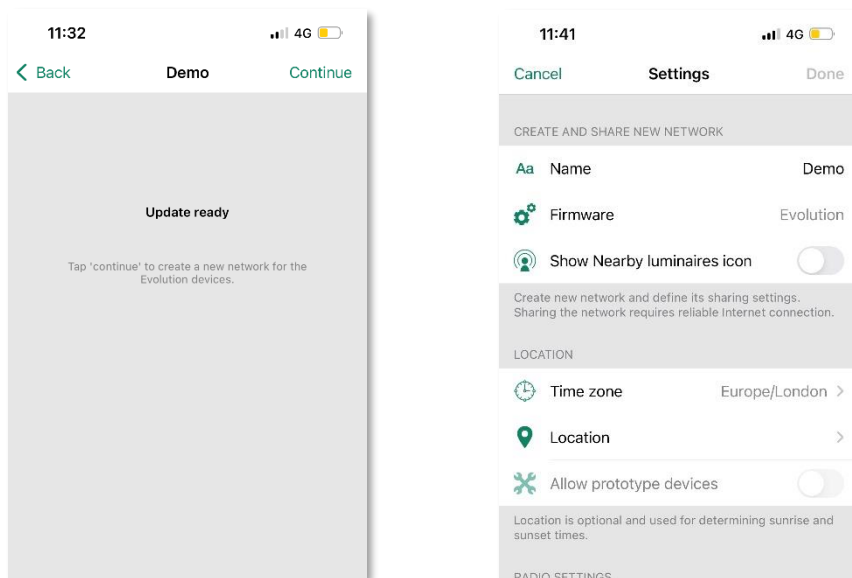 11:32
4G
Back
Demo
Continue
Update ready
Tap 'continue' to create a new network for the
Evolution devices.
11:41
4G
Cancel
Settings
Done
CREATE AND SHARE NEW NETWORK
Aa Name Demo
Firmware Evolution
Show Nearby luminaires icon
Create new network and define its sharing settings.
Sharing the network requires reliable Internet connection.
LOCATION
Time zone Europe/London
Location
Allow prototype devices
Location is optional and used for determining sunrise and
sunset times.
RADIO SETTINGS